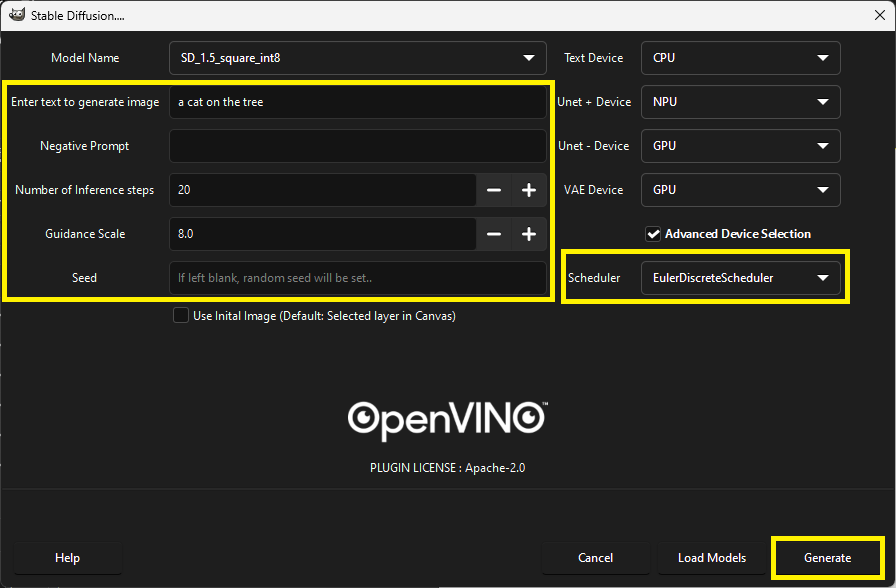 Stable Diffusion....
Model Name SD_1.5_square_int8 Text Device CPU
Enter text to generate image a cat on the tree Unet + Device NPU
Negative Prompt Unet - Device GPU
Number of Inference steps 20 VAE Device GPU
Guidance Scale 8.0 Advanced Device Selection
Seed If left blank, random seed will be set.. Scheduler EulerDiscreteScheduler
Use Inital Image (Default: Selected layer in Canvas)
OpenVINO™
PLUGIN LICENSE : Apache-2.0
Help Cancel Load Models Generate